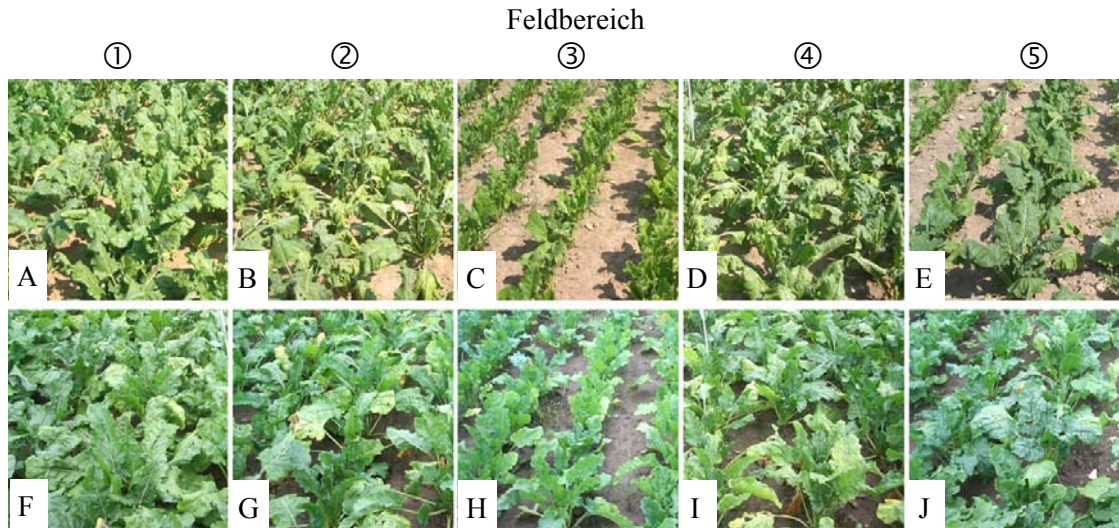 Feldbereich
① ② ③ ④ ⑤
A B C D E
F G H I J